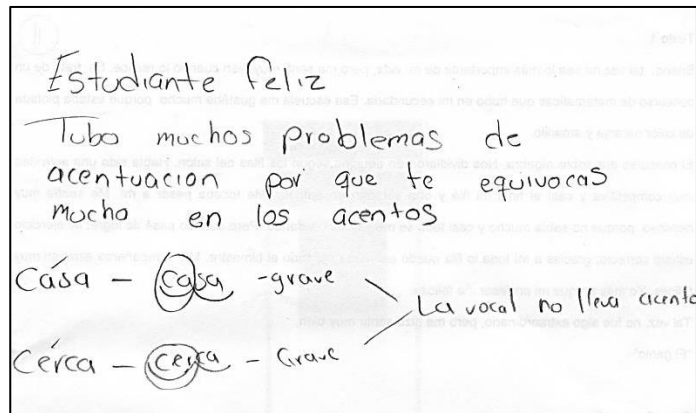 Estudiante feliz
Tubo muchos problemas de
acentuacion por que te equivocas
mucho en los acentos
Cása - casa - grave
La vocal no lleva acento
Cérca - cerca - Grave